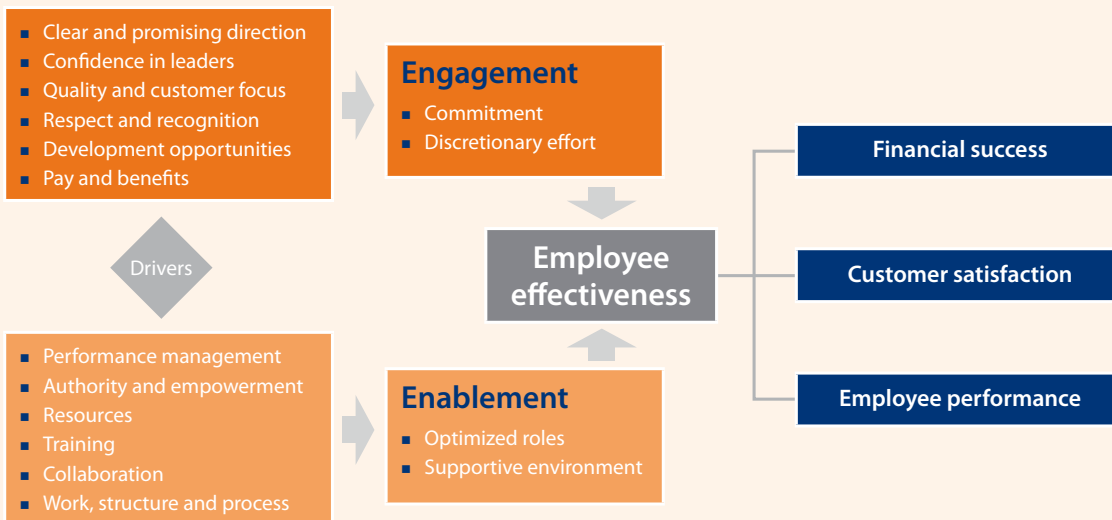 Clear and promising direction
Confidence in leaders
Quality and customer focus
Respect and recognition
Development opportunities
Pay and benefits
Engagement
Commitment
Discretionary effort
Drivers
Employee
effectiveness
Financial success
Customer satisfaction
Employee performance
Performance management
Authority and empowerment
Resources
Training
Collaboration
Work, structure and process
Enablement
Optimized roles
Supportive environment